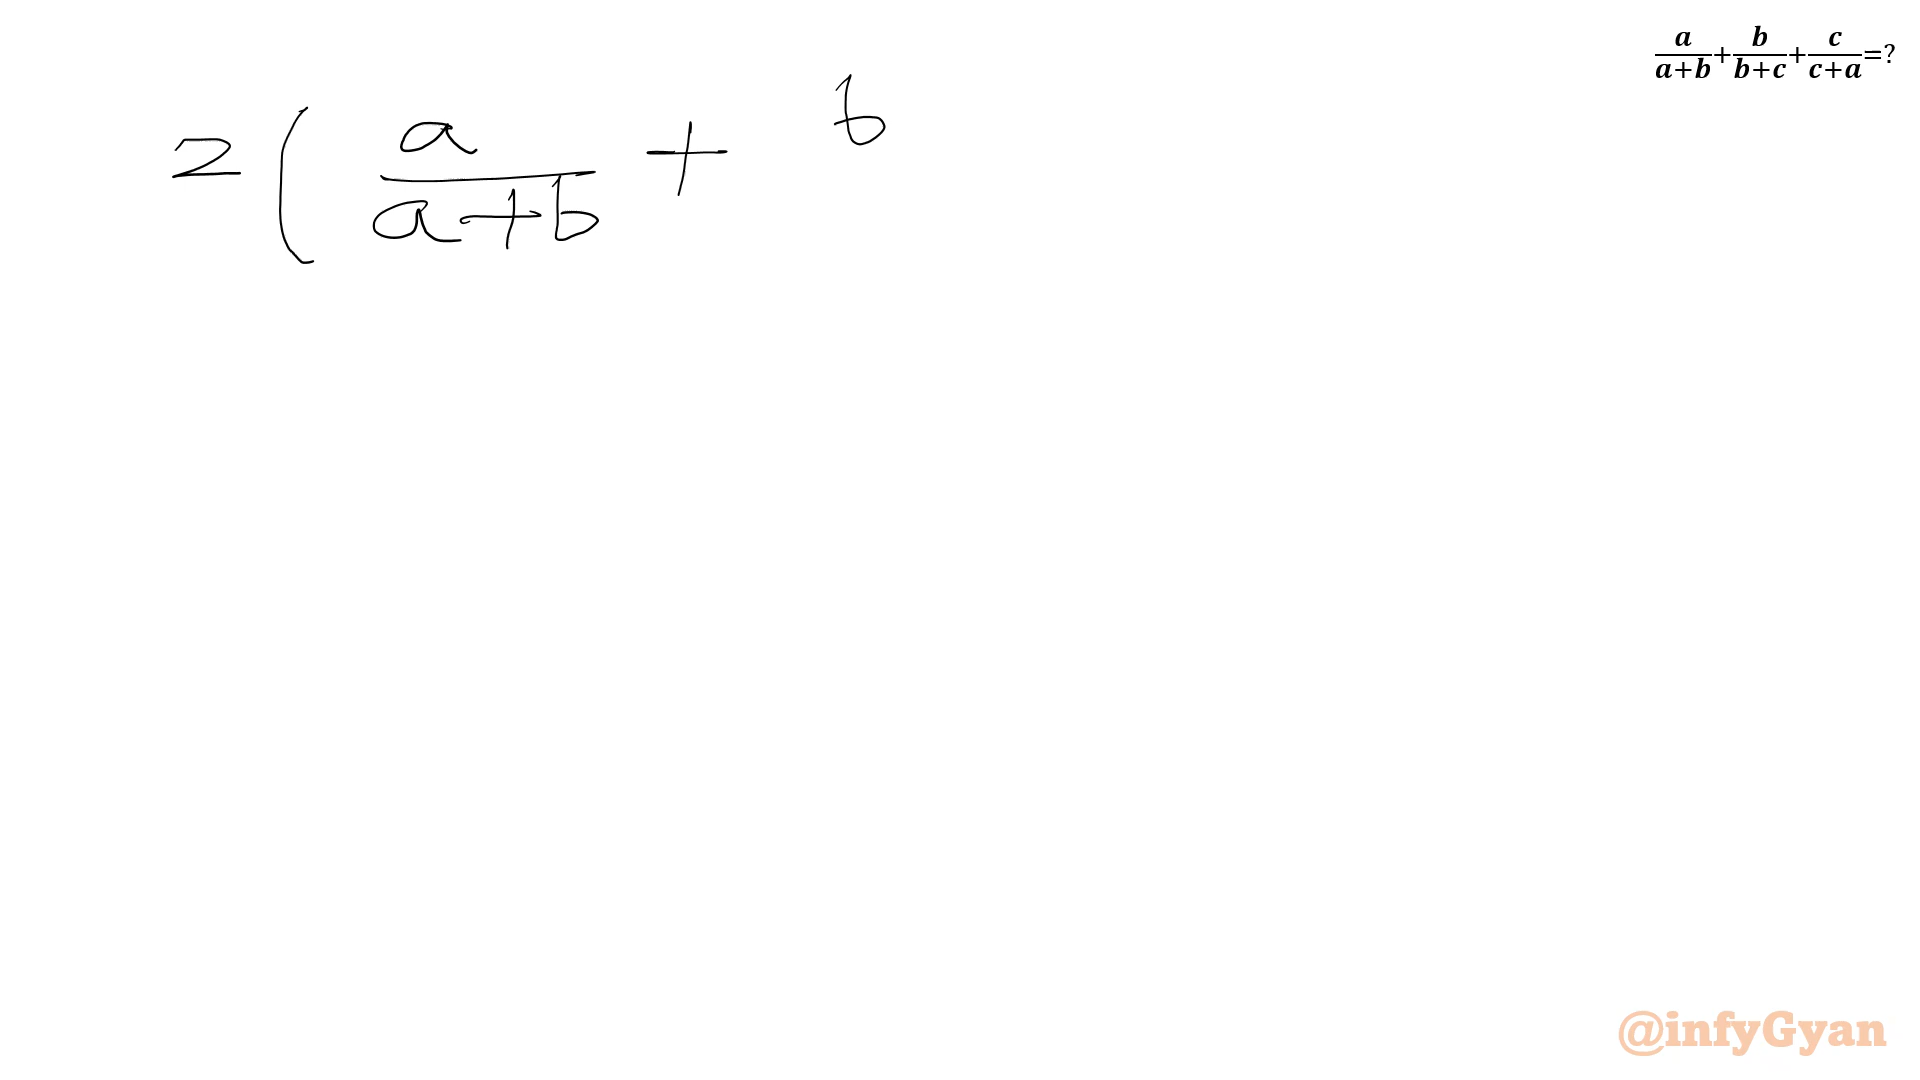 a/(a+b)+b/(b+c)+c/(c+a)=?
2( a/(a+b) + b
@infyGyan